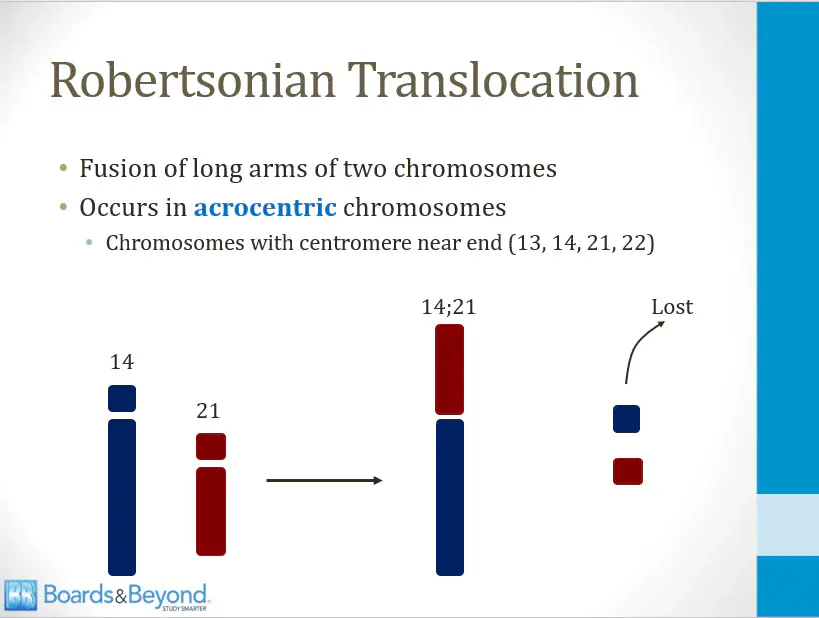 Robertsonian Translocation
• Fusion of long arms of two chromosomes
• Occurs in acrocentric chromosomes
• Chromosomes with centromere near end (13, 14, 21, 22)
14;21
Lost
14
21
BB Boards&Beyond.
STUDY SMARTER